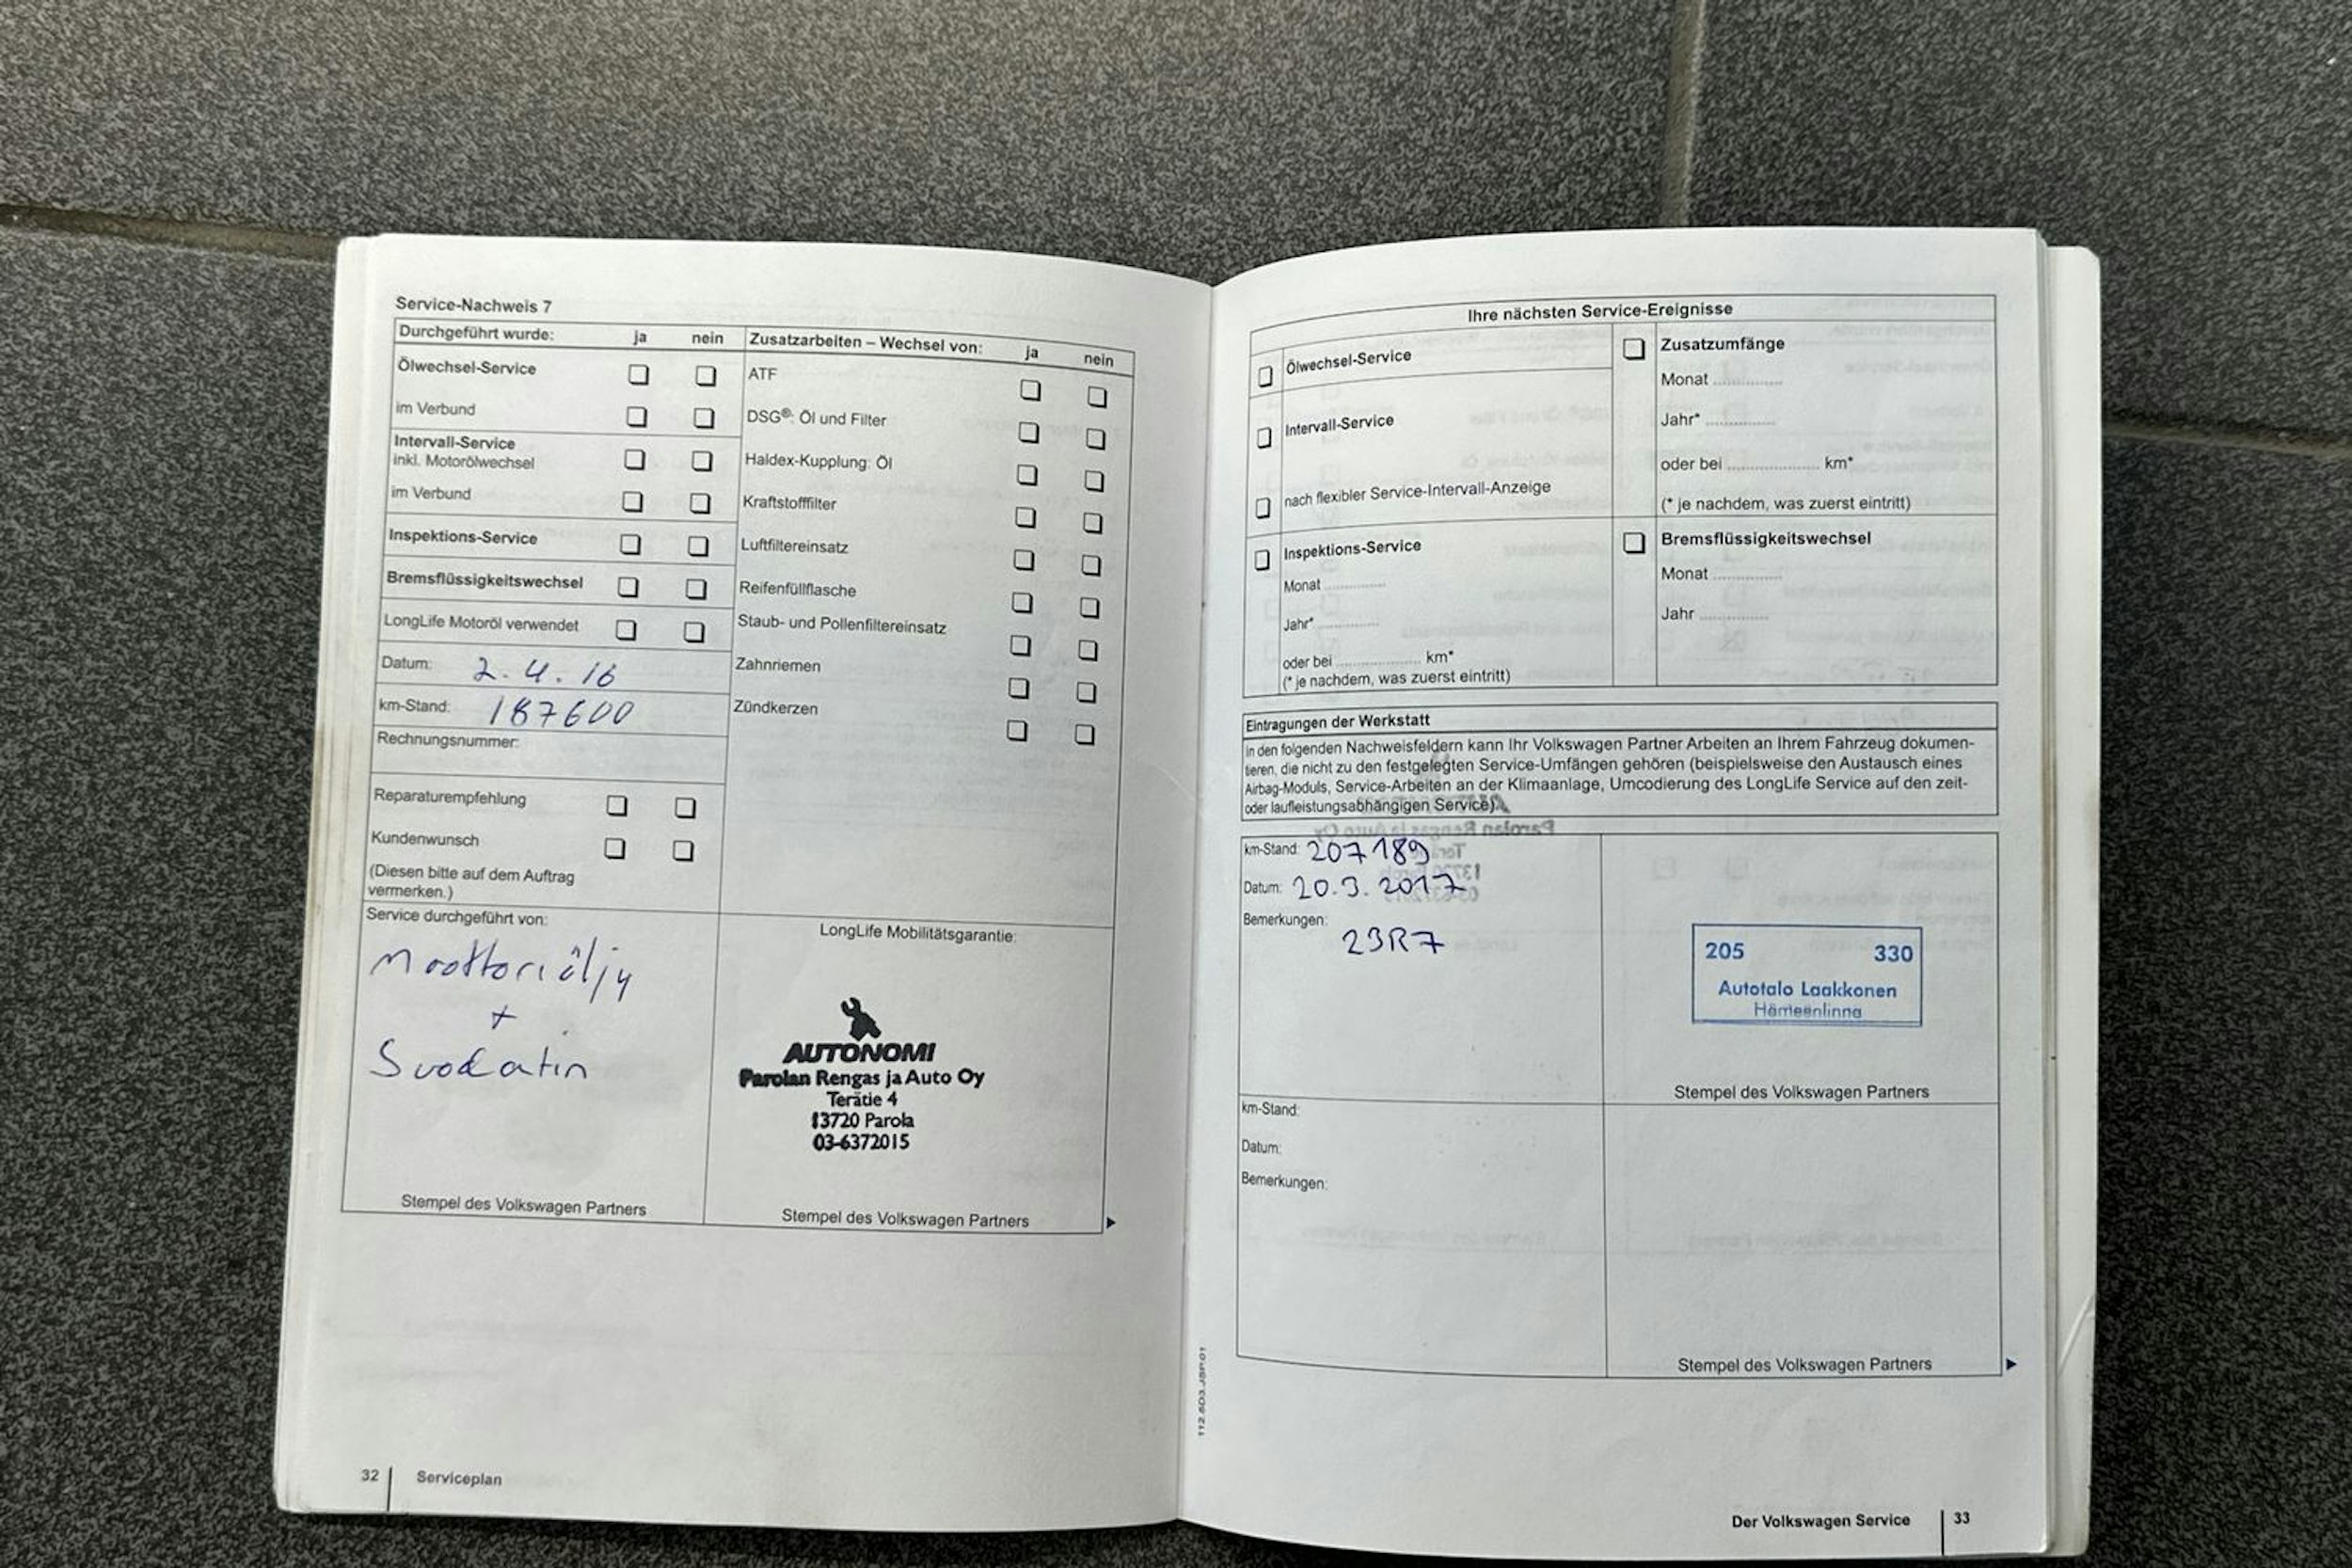 Service-Nachweis 7
Durchgeführt wurde: ja nein
Ölwechsel-Service
im Verbund
Intervall-Service
inkl. Motorölwechsel
im Verbund
Inspektions-Service
Bremsflüssigkeitswechsel
LongLife Motoröl verwendet
Datum: 2.4.16
km-Stand: 187600
Rechnungsnummer:
Reparaturempfehlung
Kundenwunsch
(Diesen bitte auf dem Auftrag
vermerken.)
Zusatzarbeiten – Wechsel von: ja nein
ATF
DSG®: Öl und Filter
Haldex-Kupplung: Öl
Kraftstofffilter
Luftfiltereinsatz
Reifenfüllflasche
Staub- und Pollenfiltereinsatz
Zahnriemen
Zündkerzen
Service durchgeführt von:
Moottoriöljy
+
Suodatin
Stempel des Volkswagen Partners
LongLife Mobilitätsgarantie:
AUTONOMI
Parolan Rengas ja Auto Oy
Terätie 4
13720 Parola
03-6372015
Stempel des Volkswagen Partners
32 Serviceplan
Ihre nächsten Service-Ereignisse
Ölwechsel-Service
Intervall-Service
nach flexibler Service-Intervall-Anzeige
Inspektions-Service
Monat ...............
Jahr* ...............
oder bei .................... km*
(* je nachdem, was zuerst eintritt)
Zusatzumfänge
Monat ...............
Jahr* ...............
oder bei .................... km*
(* je nachdem, was zuerst eintritt)
Bremsflüssigkeitswechsel
Monat ...............
Jahr ...............
Eintragungen der Werkstatt
In den folgenden Nachweisfeldern kann Ihr Volkswagen Partner Arbeiten an Ihrem Fahrzeug dokumen-
tieren, die nicht zu den festgelegten Service-Umfängen gehören (beispielsweise den Austausch eines
Airbag-Moduls, Service-Arbeiten an der Klimaanlage, Umcodierung des LongLife Service auf den zeit-
oder laufleistungsabhängigen Service).
km-Stand: 207189
Datum: 20.3.2017
Bemerkungen:
23R7
205 330
Autotalo Laakkonen
Hämeenlinna
Stempel des Volkswagen Partners
km-Stand:
Datum:
Bemerkungen:
Stempel des Volkswagen Partners
Der Volkswagen Service 33